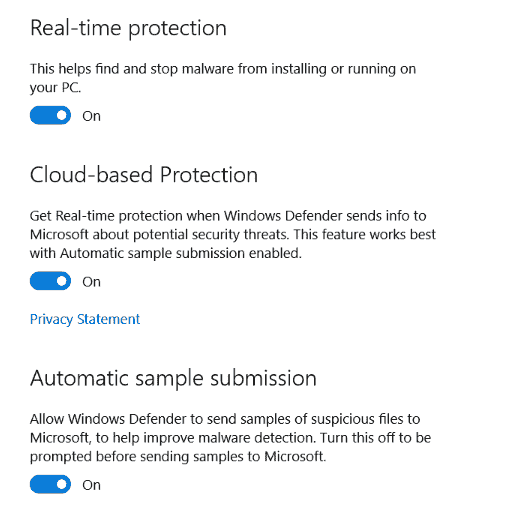 Real-time protection
This helps find and stop malware from installing or running on
your PC.
On
Cloud-based Protection
Get Real-time protection when Windows Defender sends info to
Microsoft about potential security threats. This feature works best
with Automatic sample submission enabled.
On
Privacy Statement
Automatic sample submission
Allow Windows Defender to send samples of suspicious files to
Microsoft, to help improve malware detection. Turn this off to be
prompted before sending samples to Microsoft.
On